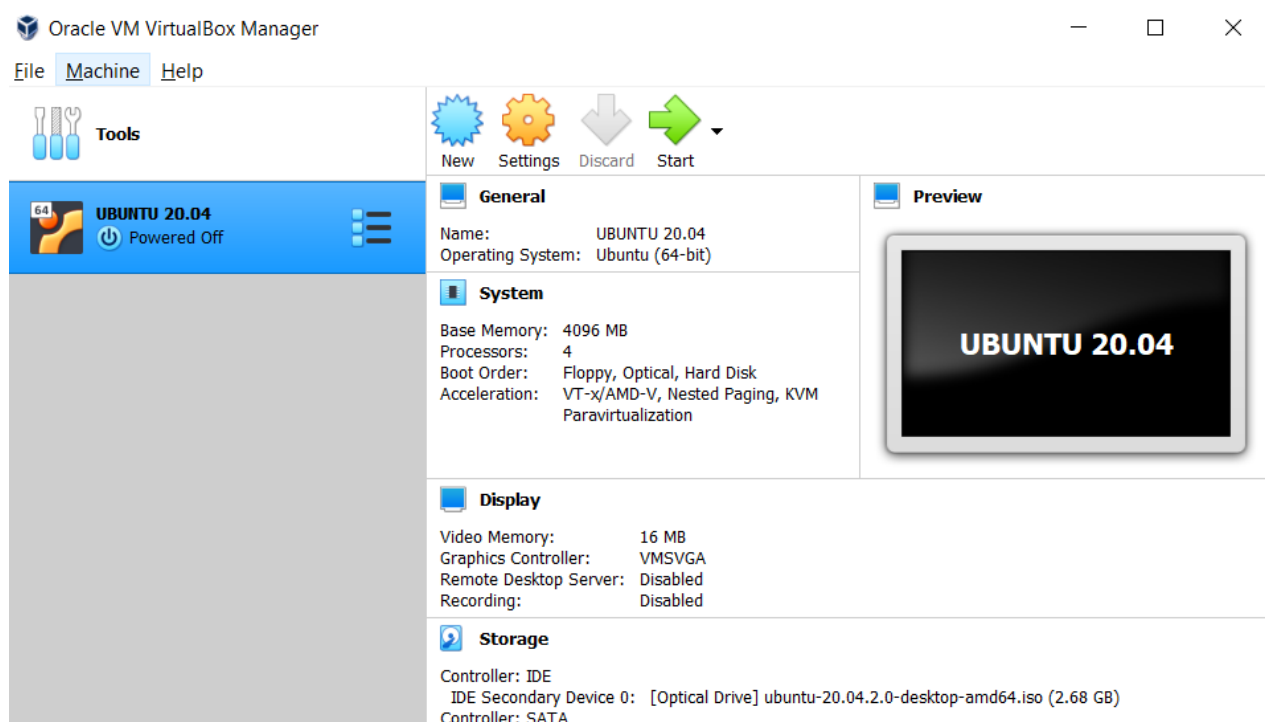 Oracle VM VirtualBox Manager
File Machine Help
Tools
New Settings Discard Start
64
UBUNTU 20.04
Powered Off
General
Name: UBUNTU 20.04
Operating System: Ubuntu (64-bit)
System
Base Memory: 4096 MB
Processors: 4
Boot Order: Floppy, Optical, Hard Disk
Acceleration: VT-x/AMD-V, Nested Paging, KVM
Paravirtualization
Preview
UBUNTU 20.04
Display
Video Memory: 16 MB
Graphics Controller: VMSVGA
Remote Desktop Server: Disabled
Recording: Disabled
Storage
Controller: IDE
IDE Secondary Device 0: [Optical Drive] ubuntu-20.04.2.0-desktop-amd64.iso (2.68 GB)
Controller: SATA